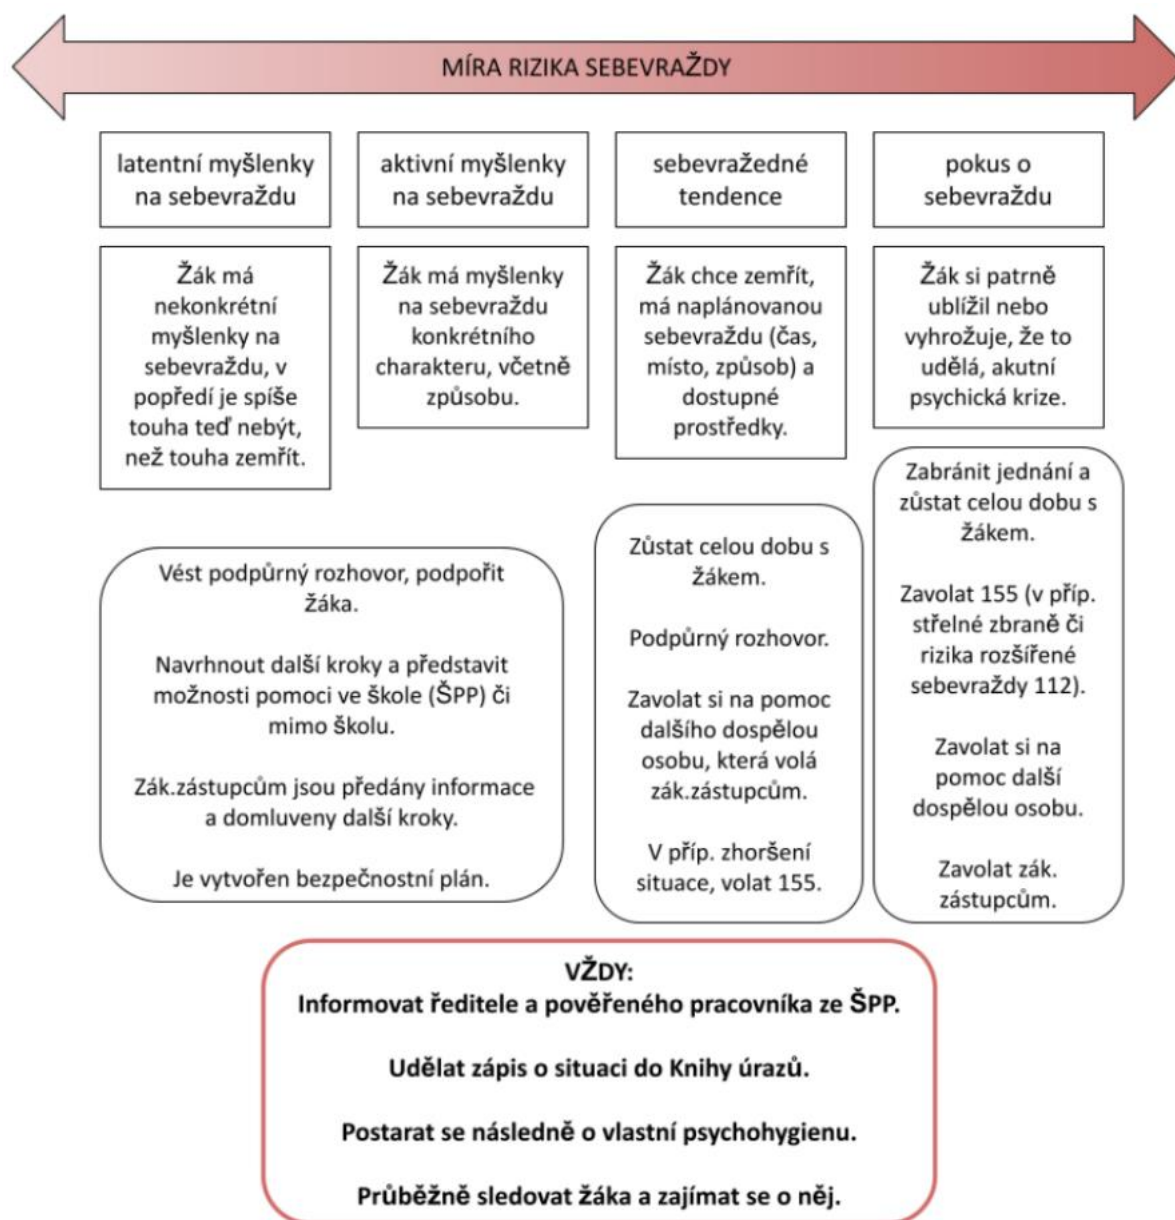 MÍRA RIZIKA SEBEVRAŽDY
latentní myšlenky
na sebevraždu
aktivní myšlenky
na sebevraždu
sebevražedné
tendence
pokus o
sebevraždu
Žák má
nekonkrétní
myšlenky na
sebevraždu, v
popředí je spíše
touha teď nebýt,
než touha zemřít.
Žák má myšlenky
na sebevraždu
konkrétního
charakteru, včetně
způsobu.
Žák chce zemřít,
má naplánovanou
sebevraždu (čas,
místo, způsob) a
dostupné
prostředky.
Žák si patrně
ublížil nebo
vyhrožuje, že to
udělá, akutní
psychická krize.
Vést podpůrný rozhovor, podpořit
žáka.
Navrhnout další kroky a představit
možnosti pomoci ve škole (ŠPP) či
mimo školu.
Zák.zástupcům jsou předány informace
a domluveny další kroky.
Je vytvořen bezpečnostní plán.
Zůstat celou dobu s
žákem.
Podpůrný rozhovor.
Zavolat si na pomoc
dalšího dospělou
osobu, která volá
zák.zástupcům.
V příp. zhoršení
situace, volat 155.
Zabránit jednání a
zůstat celou dobu s
žákem.
Zavolat 155 (v příp.
střelné zbraně či
rizika rozšířené
sebevraždy 112).
Zavolat si na
pomoc další
dospělou osobu.
Zavolat zák.
zástupcům.
VŽDY:
Informovat ředitele a pověřeného pracovníka ze ŠPP.
Udělat zápis o situaci do Knihy úrazů.
Postarat se následně o vlastní psychohygienu.
Průběžně sledovat žáka a zajímat se o něj.